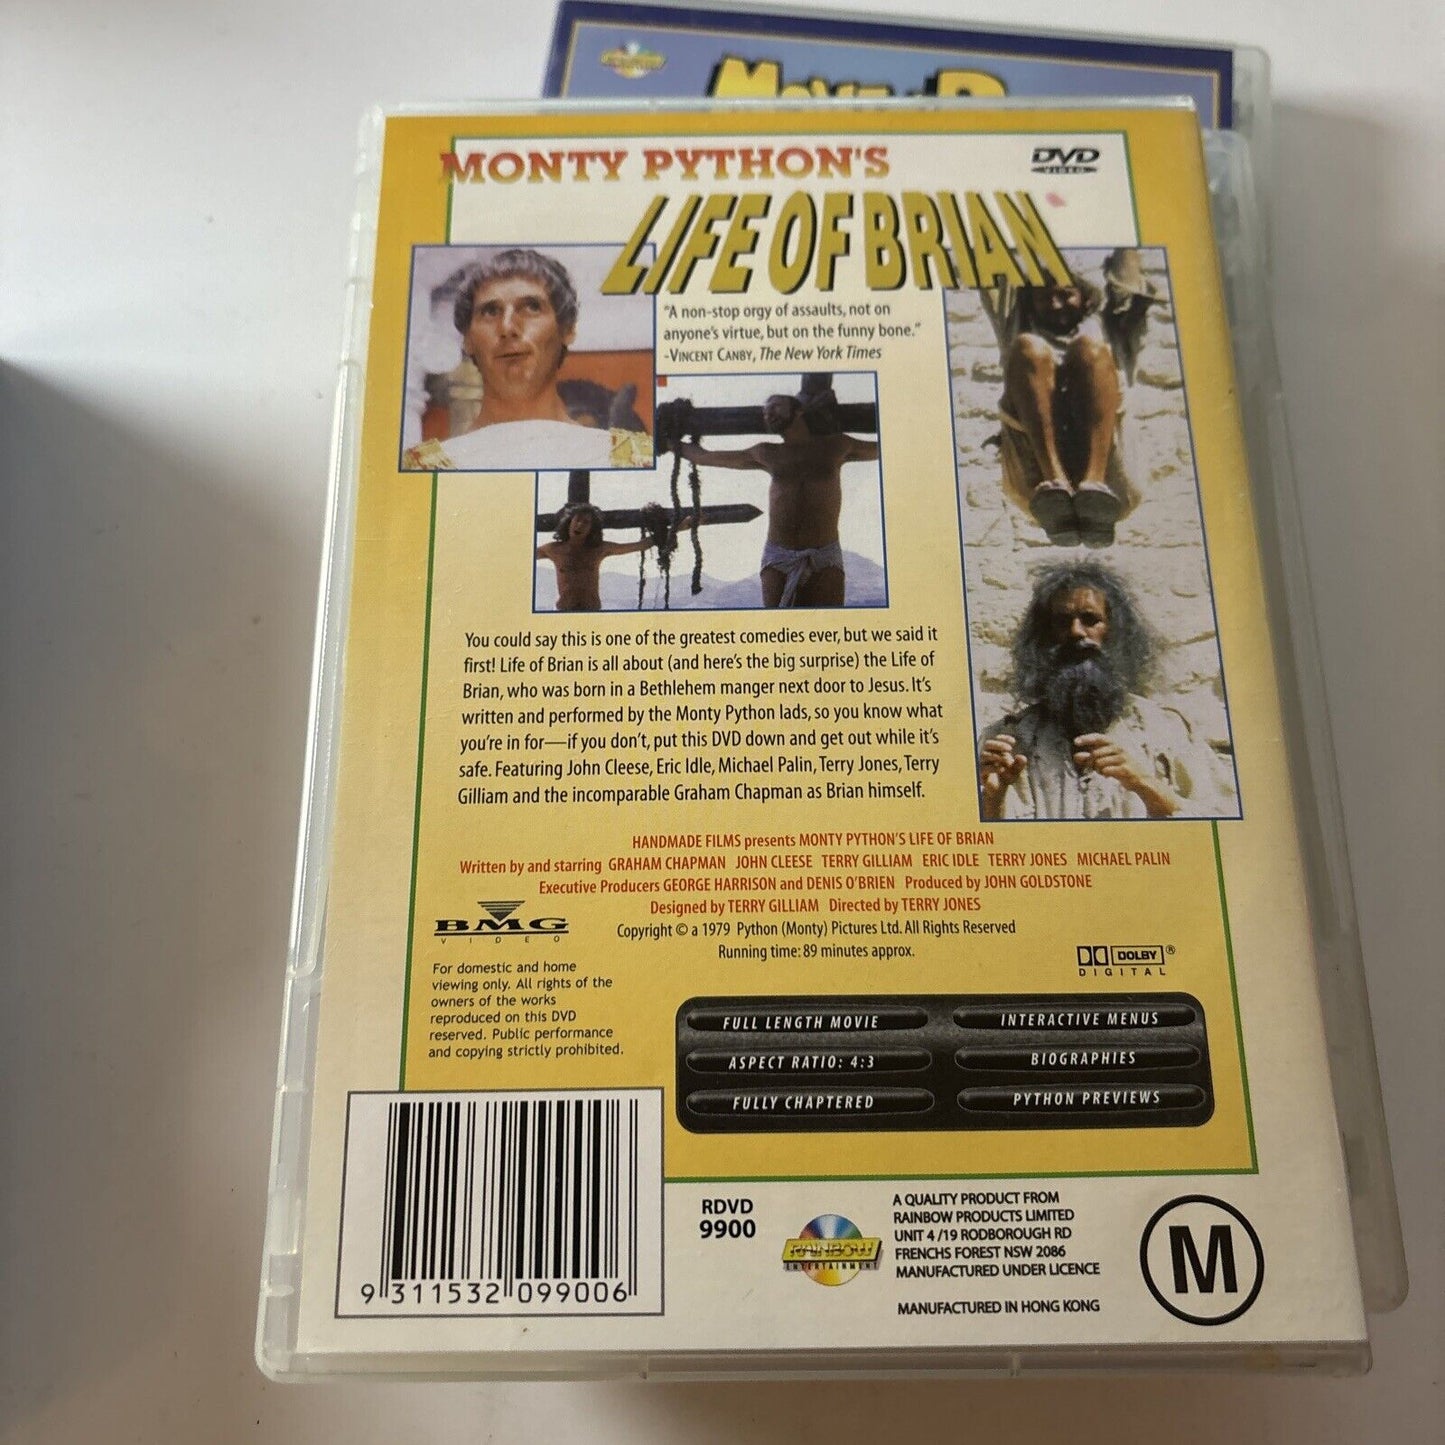 RAINBOW
MONTY PYTHON'S
DVD
VIDEO
LIFE OF BRIAN
"A non-stop orgy of assaults, not on
anyone's virtue, but on the funny bone."
-VINCENT CANBY, The New York Times
You could say this is one of the greatest comedies ever, but we said it
first! Life of Brian is all about (and here's the big surprise) the Life of
Brian, who was born in a Bethlehem manger next door to Jesus. It's
written and performed by the Monty Python lads, so you know what
you're in for—if you don't, put this DVD down and get out while it's
safe. Featuring John Cleese, Eric Idle, Michael Palin, Terry Jones, Terry
Gilliam and the incomparable Graham Chapman as Brian himself.
HANDMADE FILMS presents MONTY PYTHON'S LIFE OF BRIAN
Written by and starring GRAHAM CHAPMAN JOHN CLEESE TERRY GILLIAM ERIC IDLE TERRY JONES MICHAEL PALIN
Executive Producers GEORGE HARRISON and DENIS O'BRIEN Produced by JOHN GOLDSTONE
Designed by TERRY GILLIAM Directed by TERRY JONES
Copyright © a 1979 Python (Monty) Pictures Ltd. All Rights Reserved
Running time: 89 minutes approx.
BMG
VIDEO
For domestic and home
viewing only. All rights of the
owners of the works
reproduced on this DVD
reserved. Public performance
and copying strictly prohibited.
DOLBY ®
DIGITAL
FULL LENGTH MOVIE
ASPECT RATIO: 4:3
FULLY CHAPTERED
INTERACTIVE MENUS
BIOGRAPHIES
PYTHON PREVIEWS
9 311532 099006
RDVD
9900
RAINBOW
ENTERTAINMENT
A QUALITY PRODUCT FROM
RAINBOW PRODUCTS LIMITED
UNIT 4 /19 RODBOROUGH RD
FRENCHS FOREST NSW 2086
MANUFACTURED UNDER LICENCE
MANUFACTURED IN HONG KONG
M